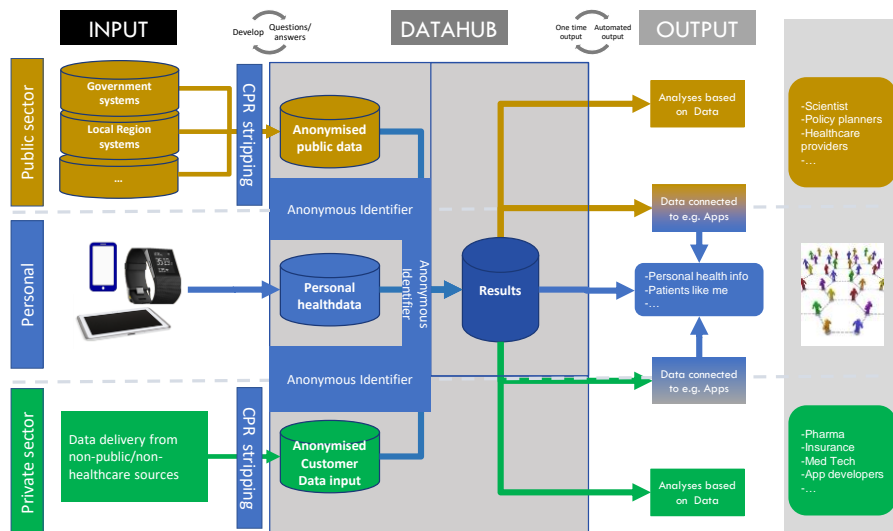 INPUT
Develop
Questions/
answers
DATAHUB
One time
output
Automated
output
OUTPUT
Public sector
Government
systems
Local Region
systems
...
CPR stripping
Anonymised
public data
Analyses based
on Data
-Scientist
-Policy planners
-Healthcare
providers
-...
Anonymous Identifier
Data connected
to e.g. Apps
Personal
Personal
healthdata
Anonymous
Identifier
Results
-Personal health info
-Patients like me
-...
Anonymous Identifier
Data connected
to e.g. Apps
Private sector
Data delivery from
non-public/non-
healthcare sources
CPR stripping
Anonymised
Customer
Data input
Analyses based
on Data
-Pharma
-Insurance
-Med Tech
-App developers
-...